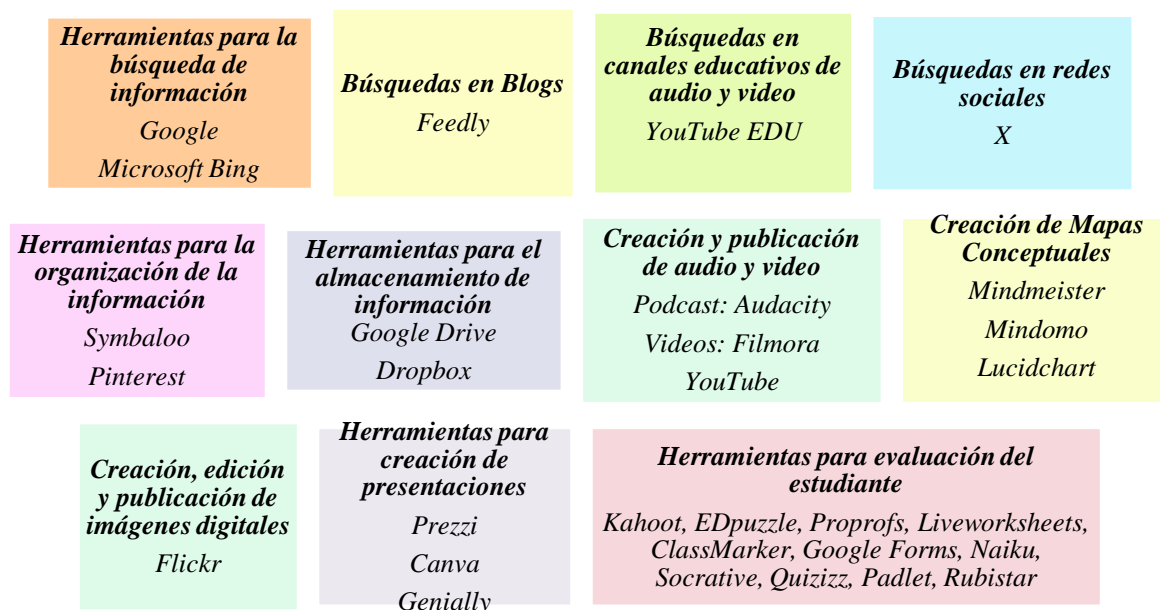 Herramientas para la
búsqueda de
información
Google
Microsoft Bing
Búsquedas en Blogs
Feedly
Búsquedas en
canales educativos de
audio y video
YouTube EDU
Búsquedas en redes
sociales
X
Herramientas para la
organización de la
información
Symbaloo
Pinterest
Herramientas para el
almacenamiento de
información
Google Drive
Dropbox
Creación y publicación
de audio y video
Podcast: Audacity
Videos: Filmora
YouTube
Creación de Mapas
Conceptuales
Mindmeister
Mindomo
Lucidchart
Creación, edición
y publicación de
imágenes digitales
Flickr
Herramientas para
creación de
presentaciones
Prezzi
Canva
Genially
Herramientas para evaluación del
estudiante
Kahoot, EDpuzzle, Proprofs, Liveworksheets,
ClassMarker, Google Forms, Naiku,
Socrative, Quizizz, Padlet, Rubistar